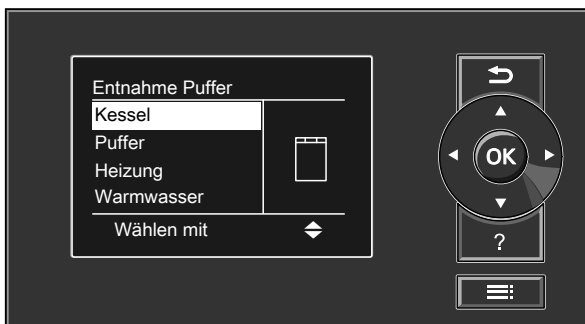 Entnahme Puffer
Kessel
Puffer
Heizung
Warmwasser
Wählen mit
OK
?